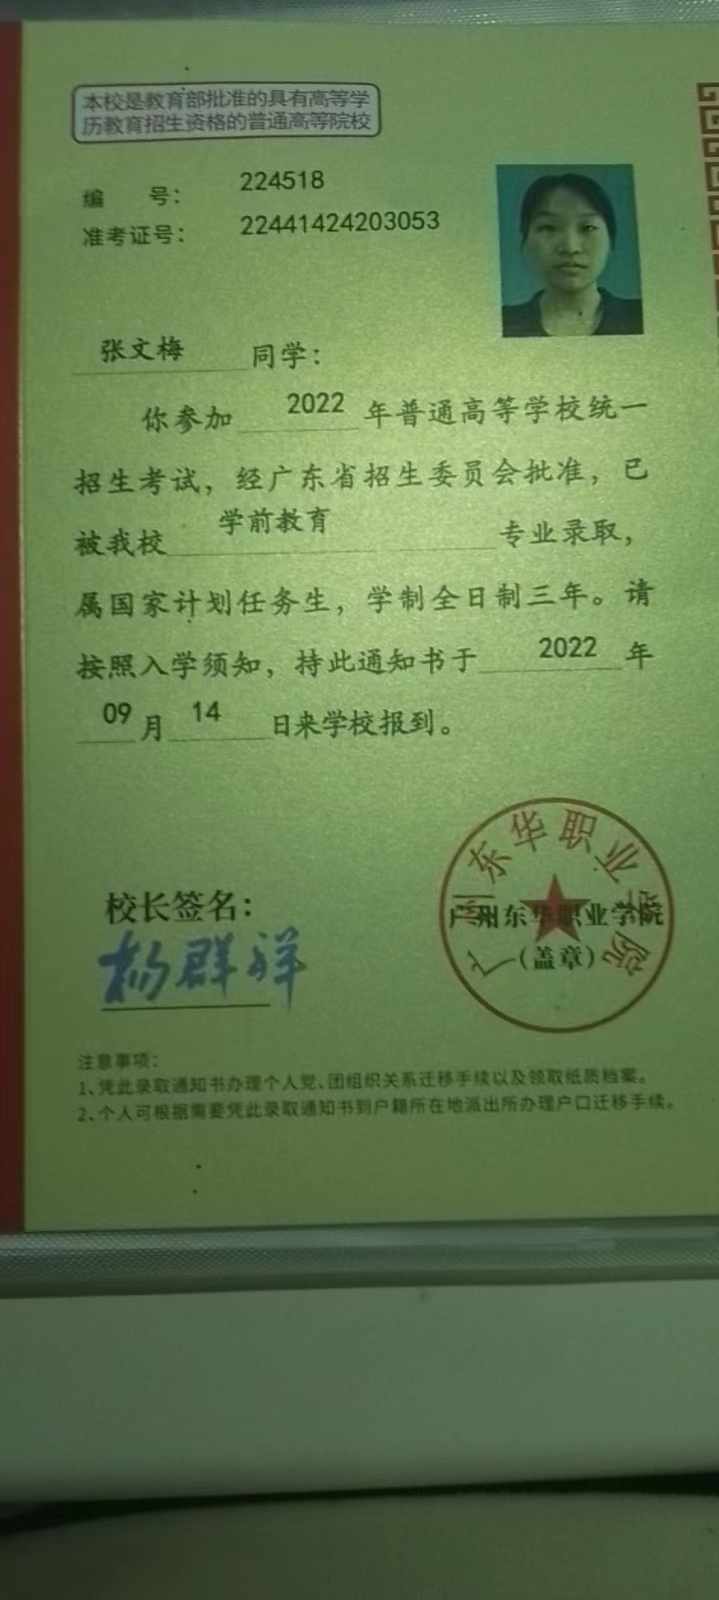 本校是教育部批准的具有高等学
历教育招生资格的普通高等院校
编 号： 224518
准考证号： 22441424203053
张文梅 同学：
你参加 2022 年普通高等学校统一
招生考试，经广东省招生委员会批准，已
被我校 学前教育 专业录取，
属国家计划任务生，学制全日制三年。请
按照入学须知，持此通知书于 2022 年
09 月 14 日来学校报到。
广州东华职业学院
校长签名：
广州东华职业学院
（盖章）
杨群祥
注意事项：
1、凭此录取通知书办理个人党、团组织关系迁移手续以及领取纸质档案。
2、个人可根据需要凭此录取通知书到户籍所在地派出所办理户口迁移手续。